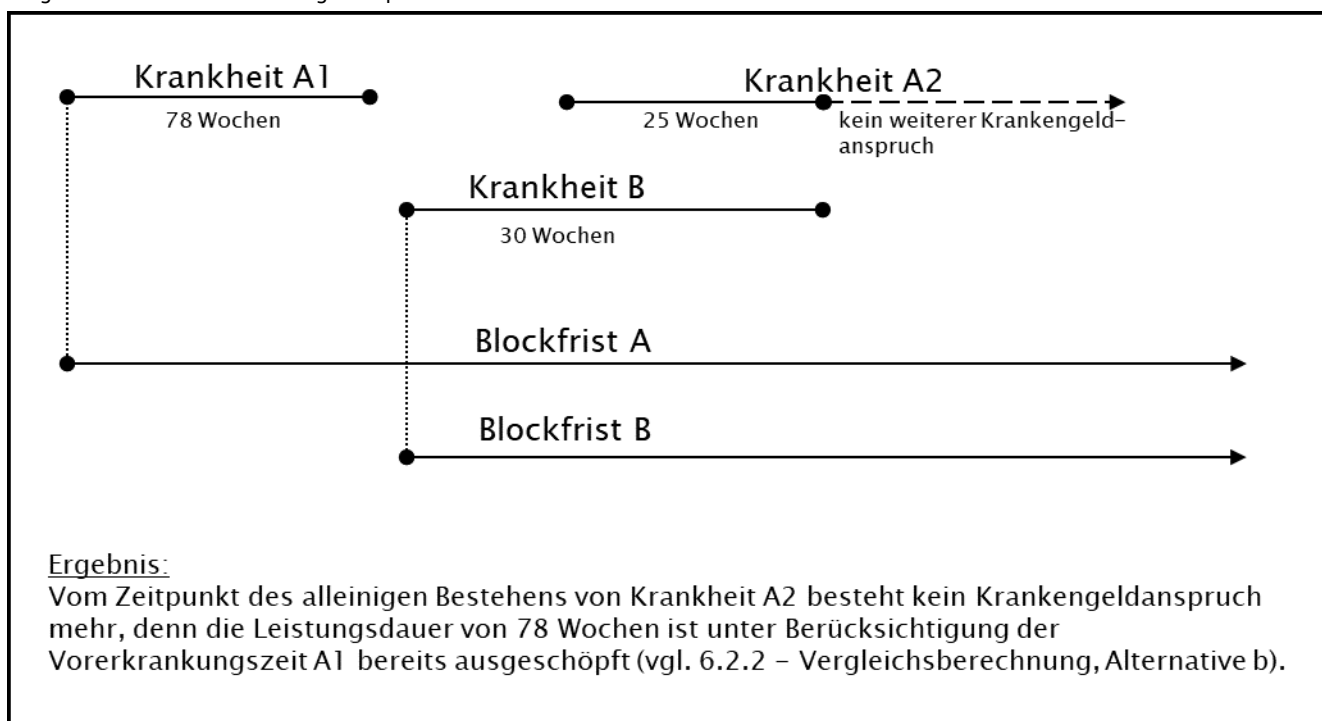 Krankheit A1
78 Wochen
Krankheit A2
25 Wochen
kein weiterer Krankengeld-
anspruch
Krankheit B
30 Wochen
Blockfrist A
Blockfrist B
Ergebnis:
Vom Zeitpunkt des alleinigen Bestehens von Krankheit A2 besteht kein Krankengeldanspruch
mehr, denn die Leistungsdauer von 78 Wochen ist unter Berücksichtigung der
Vorerkrankungszeit A1 bereits ausgeschöpft (vgl. 6.2.2 – Vergleichsberechnung, Alternative b).